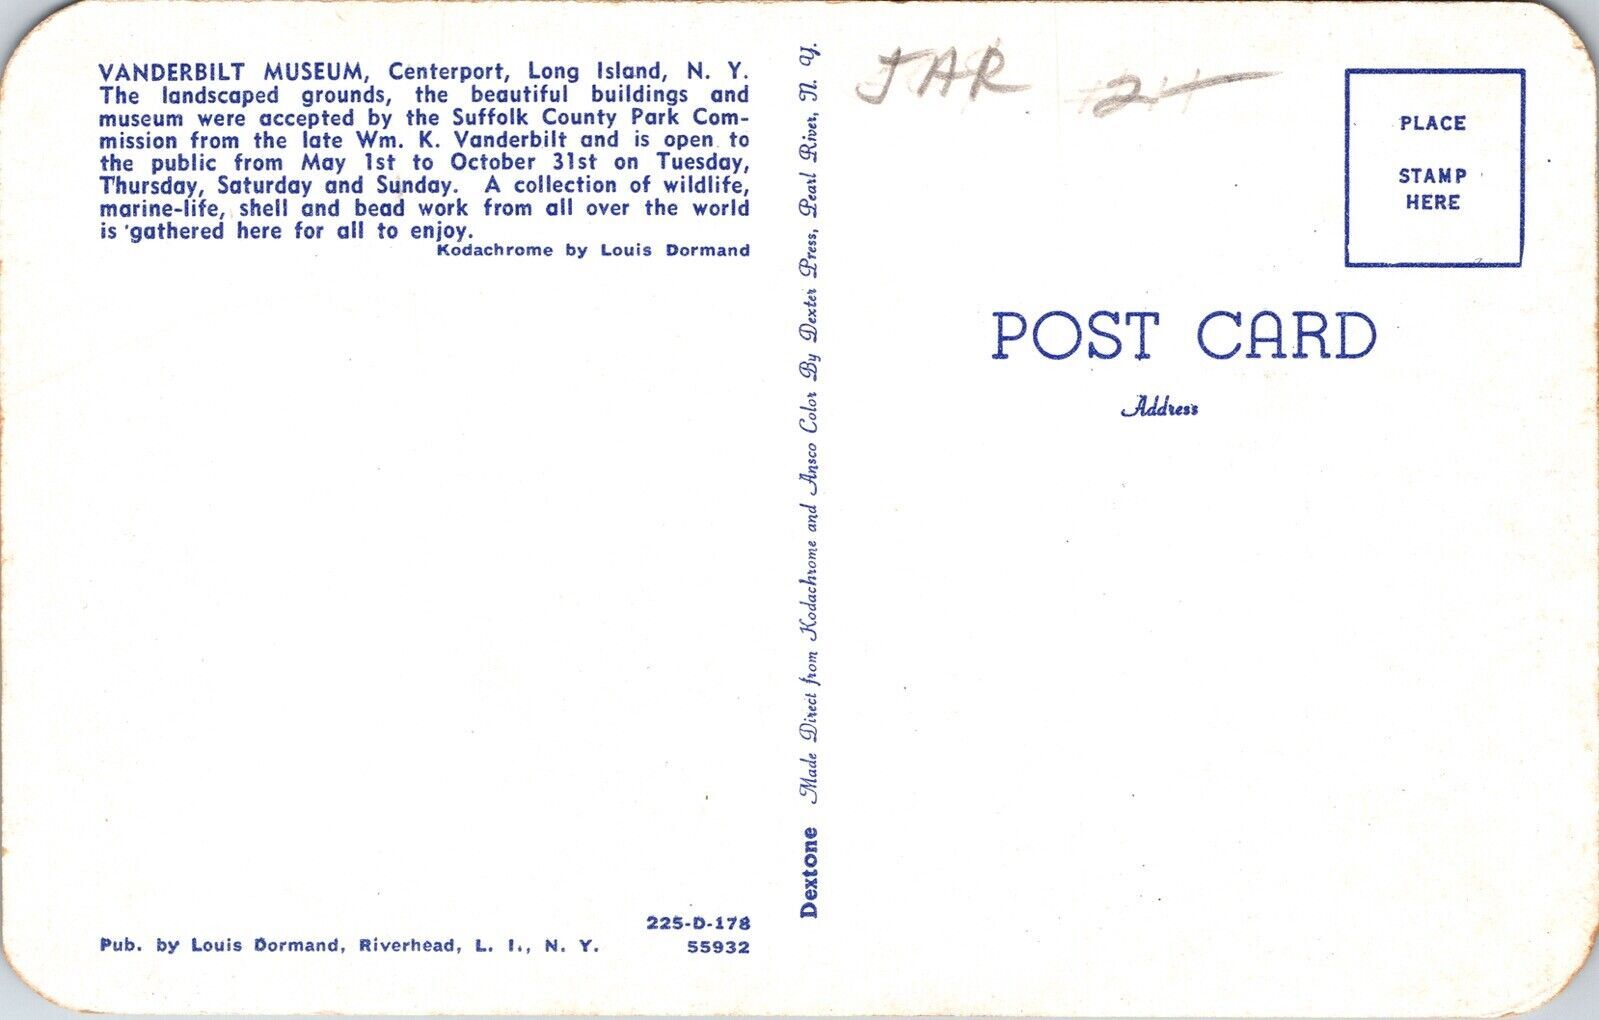 VANDERBILT MUSEUM, Centerport, Long Island, N. Y.
The landscaped grounds, the beautiful buildings and
museum were accepted by the Suffolk County Park Com-
mission from the late Wm. K. Vanderbilt and is open to
the public from May 1st to October 31st on Tuesday,
Thursday, Saturday and Sunday. A collection of wildlife,
marine-life, shell and bead work from all over the world
is gathered here for all to enjoy.
Kodachrome by Louis Dormand
225-D-178
Pub. by Louis Dormand, Riverhead, L. I., N. Y. 55932
Dextone Made Direct from Kodachrome and Ansco Color By Dexter Press, Pearl River, N. Y.
JAR 2
PLACE
STAMP
HERE
POST CARD
Address